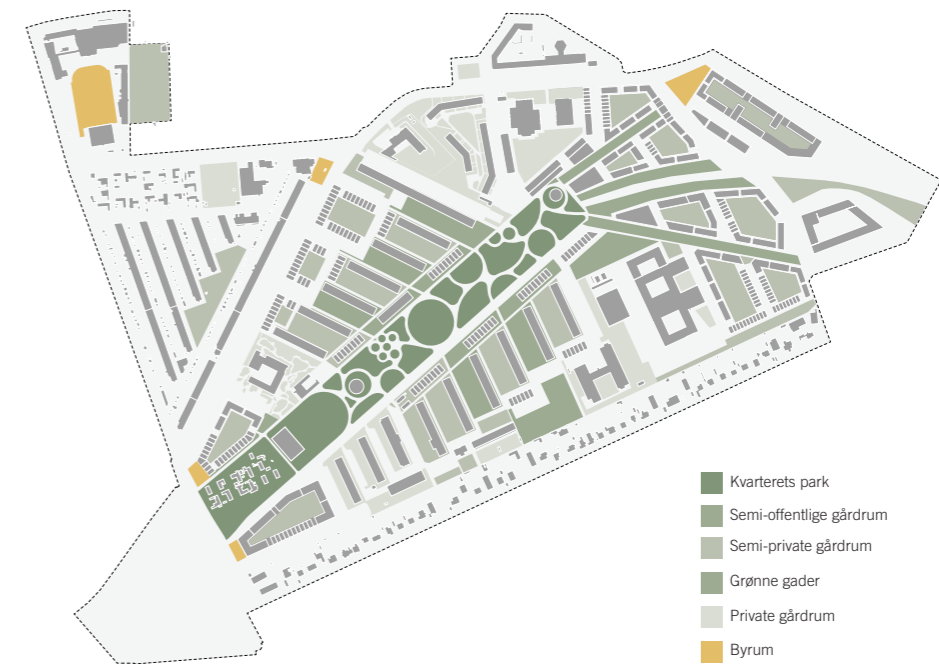 Kvarterets park
Semi-offentlige gårdrum
Semi-private gårdrum
Grønne gader
Private gårdrum
Byrum